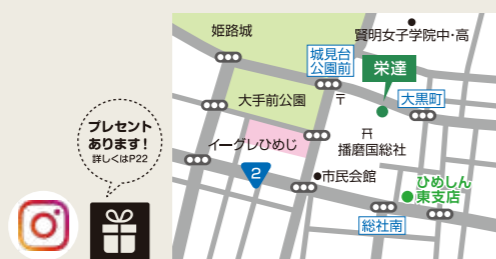 プレゼント
あります!
詳しくはP22
姫路城
賢明女子学院中・高
城見台
公園前
栄達
大手前公園
〒
大黒町
イーグレひめじ
播磨国総社
2
市民会館
ひめしん
東支店
総社南